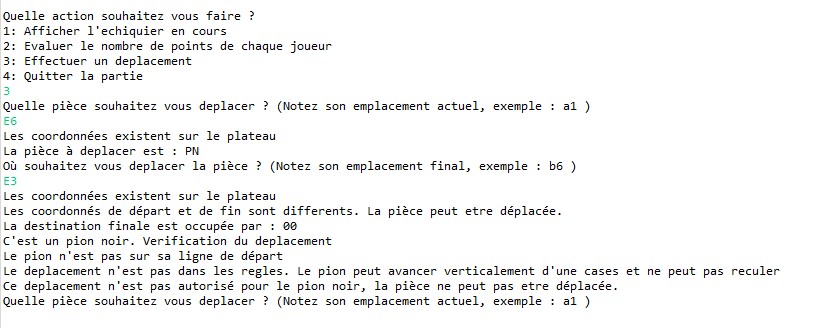 Quelle action souhaitez vous faire ?
1: Afficher l'echiquier en cours
2: Evaluer le nombre de points de chaque joueur
3: Effectuer un deplacement
4: Quitter la partie
3
Quelle pièce souhaitez vous deplacer ? (Notez son emplacement actuel, exemple : a1 )
E6
Les coordonnées existent sur le plateau
La pièce à deplacer est : PN
Où souhaitez vous deplacer la pièce ? (Notez son emplacement final, exemple : b6 )
E3
Les coordonnées existent sur le plateau
Les coordonnés de départ et de fin sont differents. La pièce peut etre déplacée.
La destination finale est occupée par : 00
C'est un pion noir. Verification du deplacement
Le pion n'est pas sur sa ligne de départ
Le deplacement n'est pas dans les regles. Le pion peut avancer verticalement d'une cases et ne peut pas reculer
Ce deplacement n'est pas autorisé pour le pion noir, la pièce ne peut pas etre déplacée.
Quelle pièce souhaitez vous deplacer ? (Notez son emplacement actuel, exemple : a1 )